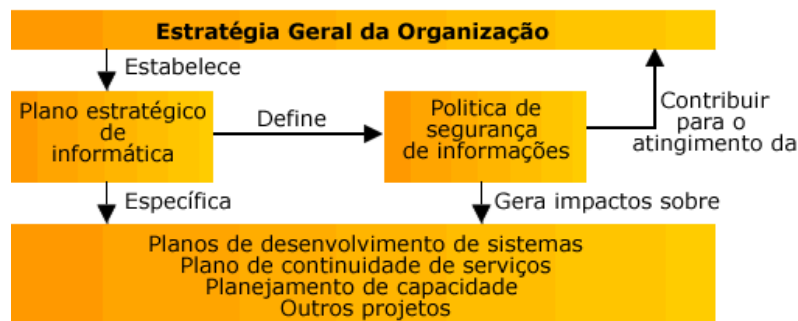 Estratégia Geral da Organização
Estabelece
Plano estratégico
de
informática
Define
Politica de
segurança
de informações
Contribuir
para o
atingimento da
Específica
Gera impactos sobre
Planos de desenvolvimento de sistemas
Plano de continuidade de serviços
Planejamento de capacidade
Outros projetos